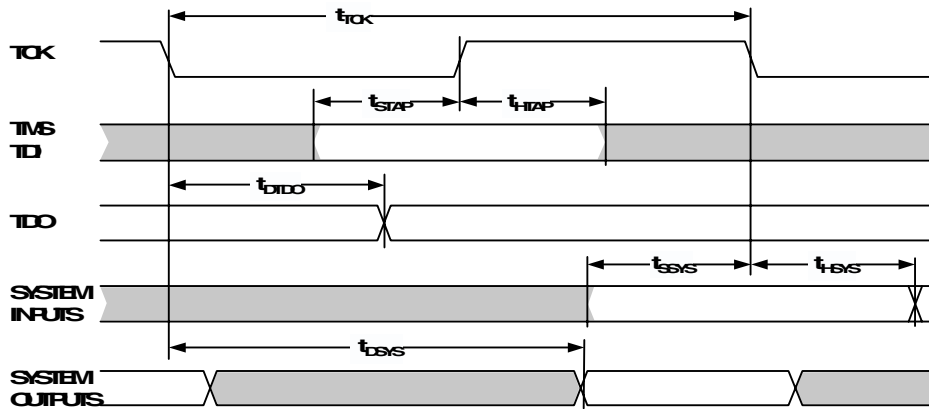 tTCK
TCK
tSTAP tHTAP
TMS
TDI
tDTDO
TDO
tSSYS tHSYS
SYSTEM
INPUTS
tDSYS
SYSTEM
OUTPUTS